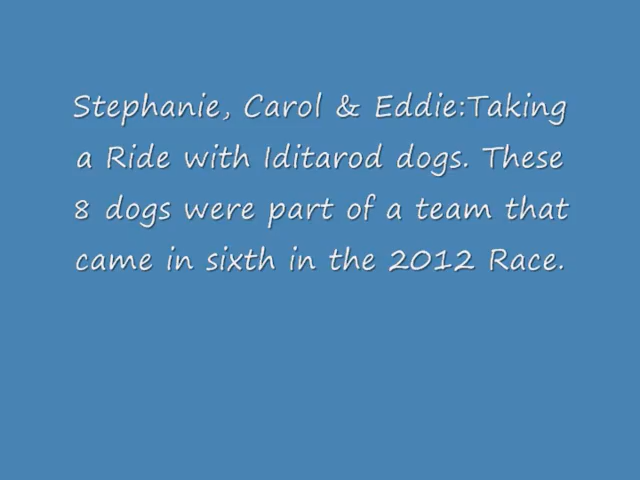 Stephanie, Carol & Eddie:Taking
a Ride with Iditarod dogs. These
8 dogs were part of a team that
came in sixth in the 2012 Race.